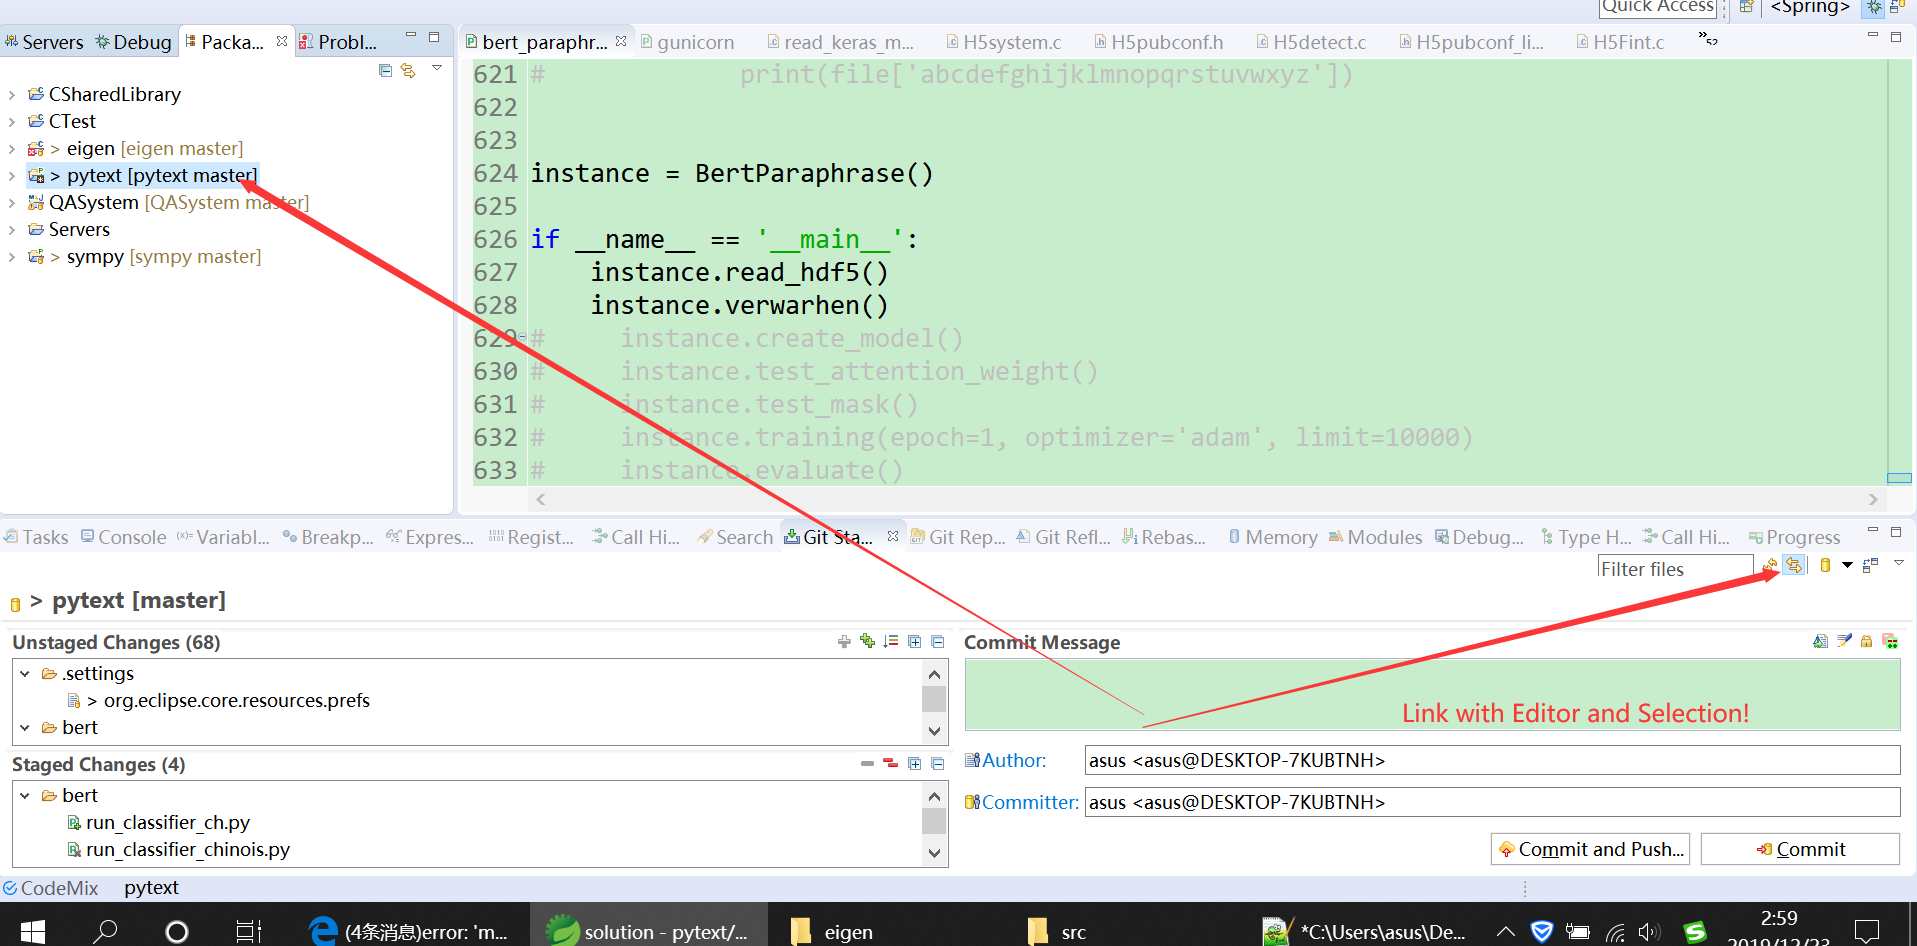 Quick Access
<Spring>
Servers
Debug
Packa...
Probl...
bert_paraphr...
gunicorn
read_keras_m...
H5system.c
H5pubconf.h
H5detect.c
H5pubconf_li...
H5Fint.c
»52
CSharedLibrary
CTest
> eigen [eigen master]
> pytext [pytext master]
QASystem [QASystem master]
Servers
> sympy [sympy master]
621 # print(file['abcdefghijklmnopqrstuvwxyz'])
622
623
624 instance = BertParaphrase()
625
626 if __name__ == '__main__':
627 instance.read_hdf5()
628 instance.verwarhen()
629 # instance.create_model()
630 # instance.test_attention_weight()
631 # instance.test_mask()
632 # instance.training(epoch=1, optimizer='adam', limit=10000)
633 # instance.evaluate()
Tasks
Console
Variabl...
Breakp...
Expres...
Regist...
Call Hi...
Search
Git Sta...
Git Rep...
Git Refl...
Rebas...
Memory
Modules
Debug...
Type H...
Call Hi...
Progress
Filter files
> pytext [master]
Unstaged Changes (68)
.settings
> org.eclipse.core.resources.prefs
bert
Staged Changes (4)
bert
run_classifier_ch.py
run_classifier_chinois.py
Commit Message
Link with Editor and Selection!
Author: asus <asus@DESKTOP-7KUBTNH>
Committer: asus <asus@DESKTOP-7KUBTNH>
Commit and Push...
Commit
CodeMix
pytext
(4条消息)error: 'm...
solution - pytext/...
eigen
src
*C:\Users\asus\De...
2:59
2019/12/23